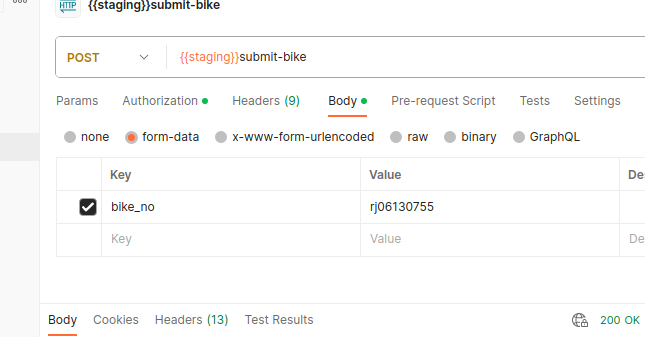 HTTP {{staging}}submit-bike
POST {{staging}}submit-bike
Params Authorization Headers (9) Body Pre-request Script Tests Settings
none form-data x-www-form-urlencoded raw binary GraphQL
Key Value De
bike_no rj06130755
Key Value De
Body Cookies Headers (13) Test Results 200 OK